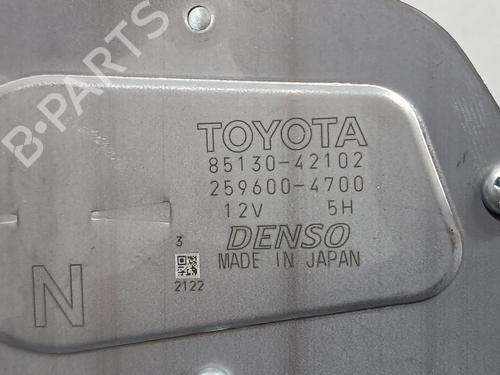 B-PARTS
TOYOTA
85130-42102
259600-4700
12V 5H
DENSO
MADE IN JAPAN
3
2122
N